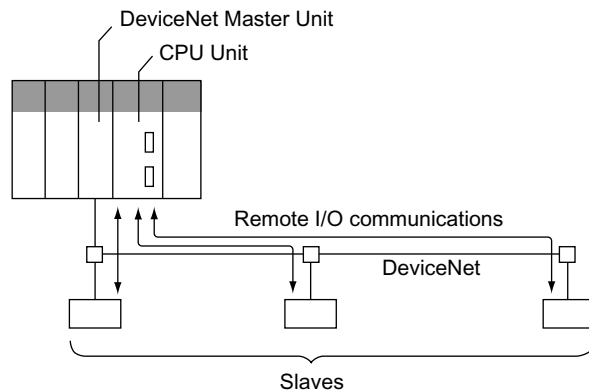 DeviceNet Master Unit
CPU Unit
Remote I/O communications
DeviceNet
Slaves